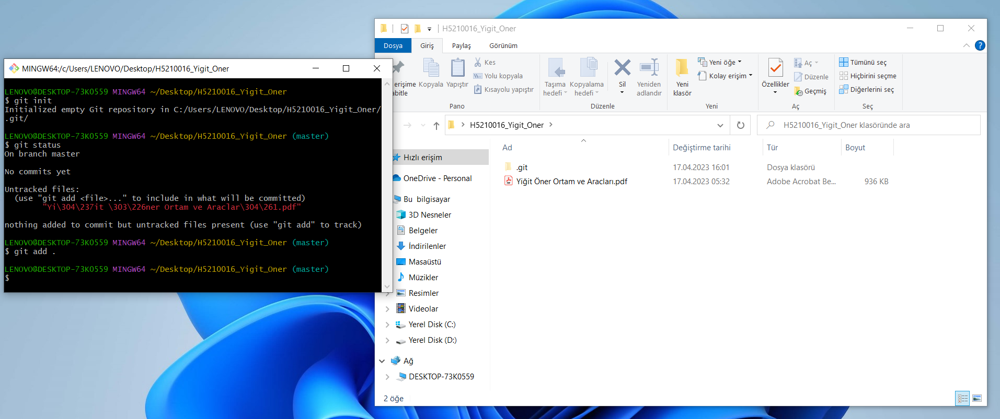 MINGW64:/c/Users/LENOVO/Desktop/H5210016_Yigit_Oner
LENOVO@DESKTOP-73K0559 MINGW64 ~/Desktop/H5210016_Yigit_Oner
$ git init
Initialized empty Git repository in C:/Users/LENOVO/Desktop/H5210016_Yigit_Oner/
.git/
LENOVO@DESKTOP-73K0559 MINGW64 ~/Desktop/H5210016_Yigit_Oner (master)
$ git status
On branch master
No commits yet
Untracked files:
(use "git add <file>..." to include in what will be committed)
"Yi\304\237it \303\226ner Ortam ve Araclar\304\261.pdf"
nothing added to commit but untracked files present (use "git add" to track)
LENOVO@DESKTOP-73K0559 MINGW64 ~/Desktop/H5210016_Yigit_Oner (master)
$ git add .
LENOVO@DESKTOP-73K0559 MINGW64 ~/Desktop/H5210016_Yigit_Oner (master)
$
H5210016_Yigit_Oner
Dosya Giriş Paylaş Görünüm
erişime
abitle
Kopyala
Yapıştır
Kes
Yolu kopyala
Kısayolu yapıştır
Pano
Taşıma
hedefi
Kopyalama
hedefi
Sil
Yeniden
adlandır
Düzenle
Yeni
klasör
Yeni öğe
Kolay erişim
Yeni
Özellikler
Aç
Düzenle
Geçmiş
Aç
Tümünü seç
Hiçbirini seçme
Diğerlerini seç
Seç
H5210016_Yigit_Oner
H5210016_Yigit_Oner klasöründe ara
Hızlı erişim
OneDrive - Personal
Bu bilgisayar
3D Nesneler
Belgeler
İndirilenler
Masaüstü
Müzikler
Resimler
Videolar
Yerel Disk (C:)
Yerel Disk (D:)
Ağ
DESKTOP-73K0559
Ad Değiştirme tarihi Tür Boyut
.git 17.04.2023 16:01 Dosya klasörü
Yiğit Öner Ortam ve Aracları.pdf 17.04.2023 05:32 Adobe Acrobat Be... 936 KB
2 öğe